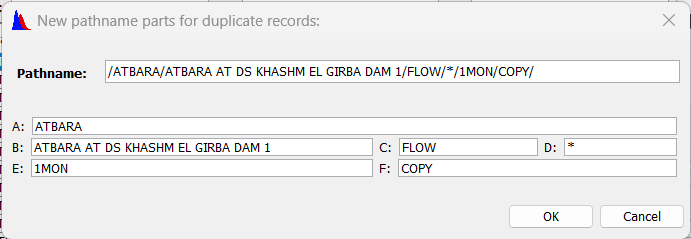 New pathname parts for duplicate records:
Pathname: /ATBARA/ATBARA AT DS KHASHM EL GIRBA DAM 1/FLOW/*/1MON/COPY/
A: ATBARA
B: ATBARA AT DS KHASHM EL GIRBA DAM 1 C: FLOW D: *
E: 1MON F: COPY
OK Cancel